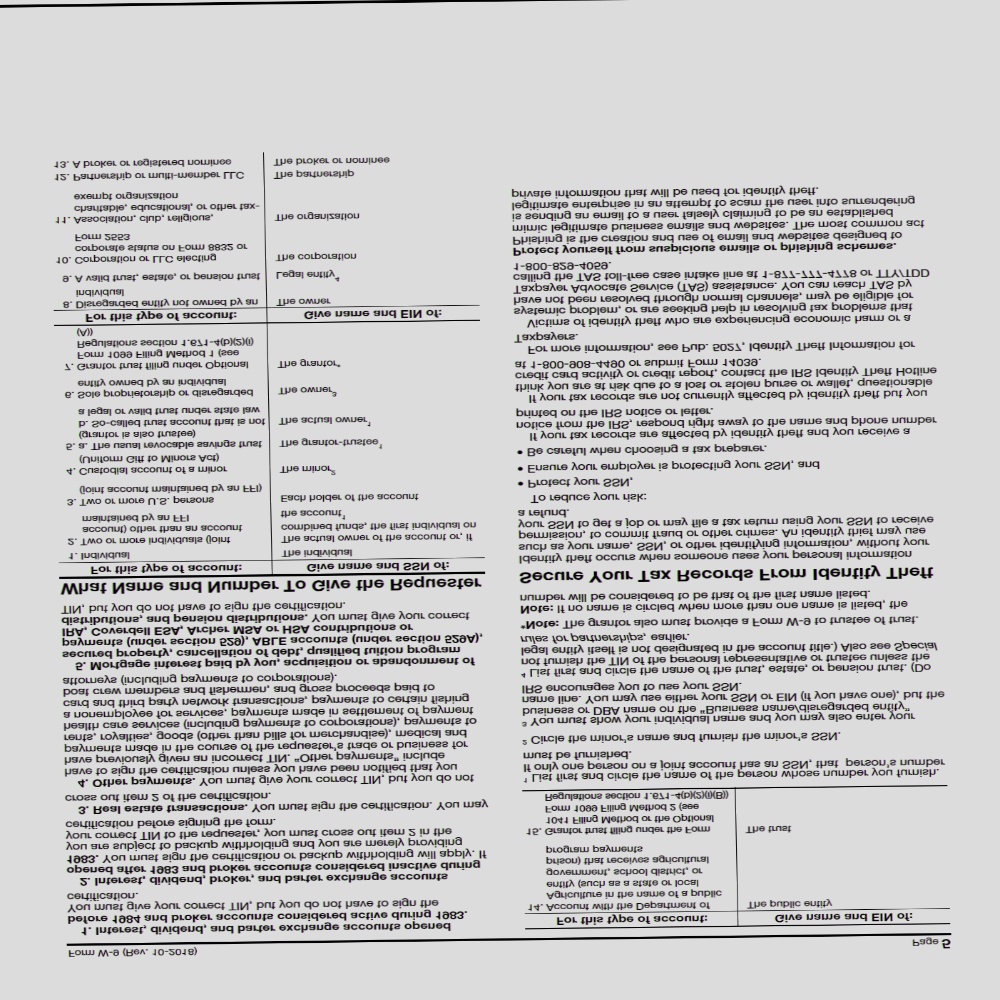 Form W-9 (Rev. 10-2018)
Page 5
1. Interest, dividend, and barter exchange accounts opened
before 1984 and broker accounts considered active during 1983.
You must give your correct TIN, but you do not have to sign the
certification.
2. Interest, dividend, broker, and barter exchange accounts
opened after 1983 and broker accounts considered inactive during
1983. You must sign the certification or backup withholding will apply. If
you are subject to backup withholding and you are merely providing
your correct TIN to the requester, you must cross out item 2 in the
certification before signing the form.
3. Real estate transactions. You must sign the certification. You may
cross out item 2 of the certification.
4. Other payments. You must give your correct TIN, but you do not
have to sign the certification unless you have been notified that you
have previously given an incorrect TIN. “Other payments” include
payments made in the course of the requester’s trade or business for
rents, royalties, goods (other than bills for merchandise), medical and
health care services (including payments to corporations), payments to
a nonemployee for services, payments made in settlement of payment
card and third party network transactions, payments to certain fishing
boat crew members and fishermen, and gross proceeds paid to
attorneys (including payments to corporations).
5. Mortgage interest paid by you, acquisition or abandonment of
secured property, cancellation of debt, qualified tuition program
payments (under section 529), ABLE accounts (under section 529A),
IRA, Coverdell ESA, Archer MSA or HSA contributions or
distributions, and pension distributions. You must give your correct
TIN, but you do not have to sign the certification.
What Name and Number To Give the Requester
For this type of account:
Give name and SSN of:
1. Individual
The individual
2. Two or more individuals (joint
account) other than an account
maintained by an FFI
The actual owner of the account or, if
combined funds, the first individual on
the account1
3. Two or more U.S. persons
(joint account maintained by an FFI)
Each holder of the account
4. Custodial account of a minor
(Uniform Gift to Minors Act)
The minor2
5. a. The usual revocable savings trust
(grantor is also trustee)
The grantor-trustee1
b. So-called trust account that is not
a legal or valid trust under state law
The actual owner1
6. Sole proprietorship or disregarded
entity owned by an individual
The owner3
7. Grantor trust filing under Optional
Form 1099 Filing Method 1 (see
Regulations section 1.671-4(b)(2)(i)
(A))
The grantor*
For this type of account:
Give name and EIN of:
8. Disregarded entity not owned by an
individual
The owner
9. A valid trust, estate, or pension trust
Legal entity4
10. Corporation or LLC electing
corporate status on Form 8832 or
Form 2553
The corporation
11. Association, club, religious,
charitable, educational, or other tax-
exempt organization
The organization
12. Partnership or multi-member LLC
The partnership
13. A broker or registered nominee
The broker or nominee
For this type of account:
Give name and EIN of:
14. Account with the Department of
Agriculture in the name of a public
entity (such as a state or local
government, school district, or
prison) that receives agricultural
program payments
The public entity
15. Grantor trust filing under the Form
1041 Filing Method or the Optional
Form 1099 Filing Method 2 (see
Regulations section 1.671-4(b)(2)(i)(B))
The trust
1 List first and circle the name of the person whose number you furnish.
If only one person on a joint account has an SSN, that person’s number
must be furnished.
2 Circle the minor’s name and furnish the minor’s SSN.
3 You must show your individual name and you may also enter your
business or DBA name on the “Business name/disregarded entity”
name line. You may use either your SSN or EIN (if you have one), but the
IRS encourages you to use your SSN.
4 List first and circle the name of the trust, estate, or pension trust. (Do
not furnish the TIN of the personal representative or trustee unless the
legal entity itself is not designated in the account title.) Also see Special
rules for partnerships, earlier.
*Note: The grantor also must provide a Form W-9 to trustee of trust.
Note: If no name is circled when more than one name is listed, the
number will be considered to be that of the first name listed.
Secure Your Tax Records From Identity Theft
Identity theft occurs when someone uses your personal information
such as your name, SSN, or other identifying information, without your
permission, to commit fraud or other crimes. An identity thief may use
your SSN to get a job or may file a tax return using your SSN to receive
a refund.
To reduce your risk:
• Protect your SSN,
• Ensure your employer is protecting your SSN, and
• Be careful when choosing a tax preparer.
If your tax records are affected by identity theft and you receive a
notice from the IRS, respond right away to the name and phone number
printed on the IRS notice or letter.
If your tax records are not currently affected by identity theft but you
think you are at risk due to a lost or stolen purse or wallet, questionable
credit card activity or credit report, contact the IRS Identity Theft Hotline
at 1-800-908-4490 or submit Form 14039.
For more information, see Pub. 5027, Identity Theft Information for
Taxpayers.
Victims of identity theft who are experiencing economic harm or a
systemic problem, or are seeking help in resolving tax problems that
have not been resolved through normal channels, may be eligible for
Taxpayer Advocate Service (TAS) assistance. You can reach TAS by
calling the TAS toll-free case intake line at 1-877-777-4778 or TTY/TDD
1-800-829-4059.
Protect yourself from suspicious emails or phishing schemes.
Phishing is the creation and use of email and websites designed to
mimic legitimate business emails and websites. The most common act
is sending an email to a user falsely claiming to be an established
legitimate enterprise in an attempt to scam the user into surrendering
private information that will be used for identity theft.